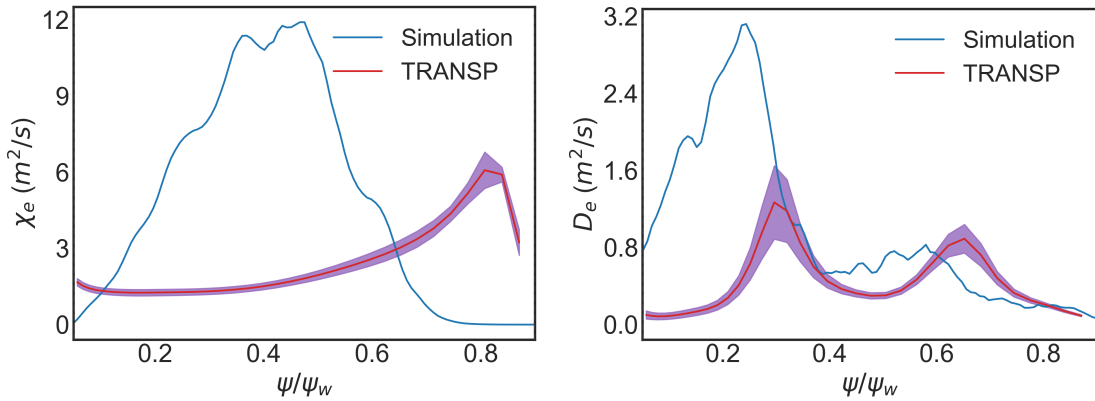 12
9
6
3
0
χe (m²/s)
Simulation
TRANSP
0.2 0.4 0.6 0.8
ψ/ψw
3.2
2.4
1.6
0.8
0.0
De (m²/s)
Simulation
TRANSP
0.2 0.4 0.6 0.8
ψ/ψw